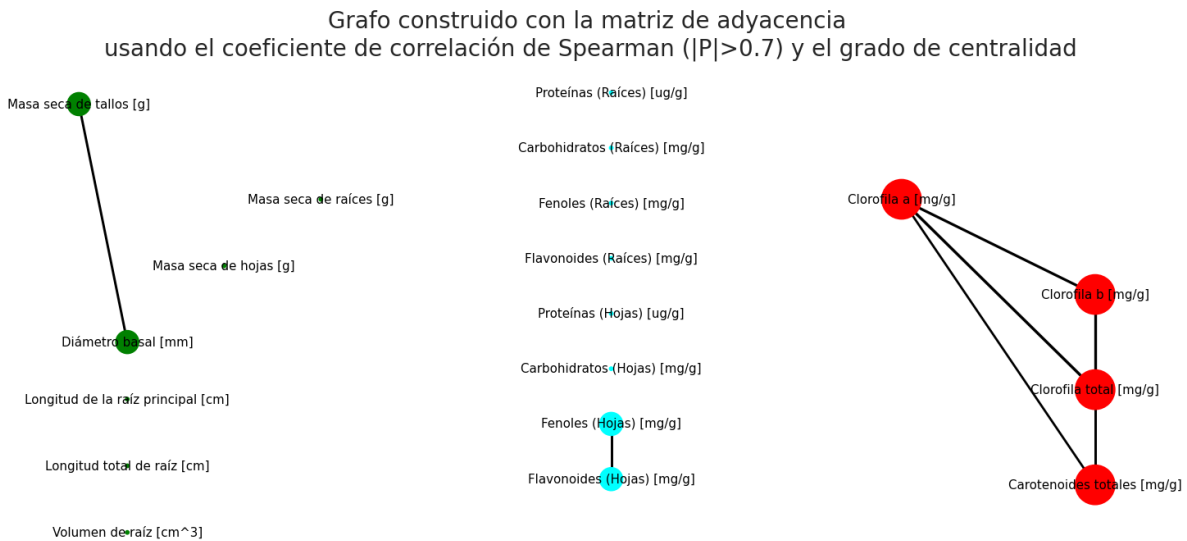 Grafo construido con la matriz de adyacencia
usando el coeficiente de correlación de Spearman (|P|>0.7) y el grado de centralidad
Masa seca de tallos [g]
Masa seca de raíces [g]
Masa seca de hojas [g]
Diámetro basal [mm]
Longitud de la raíz principal [cm]
Longitud total de raíz [cm]
Volumen de raíz [cm^3]
Proteínas (Raíces) [ug/g]
Carbohidratos (Raíces) [mg/g]
Fenoles (Raíces) [mg/g]
Flavonoides (Raíces) [mg/g]
Proteínas (Hojas) [ug/g]
Carbohidratos (Hojas) [mg/g]
Fenoles (Hojas) [mg/g]
Flavonoides (Hojas) [mg/g]
Clorofila a [mg/g]
Clorofila b [mg/g]
Clorofila total [mg/g]
Carotenoides totales [mg/g]